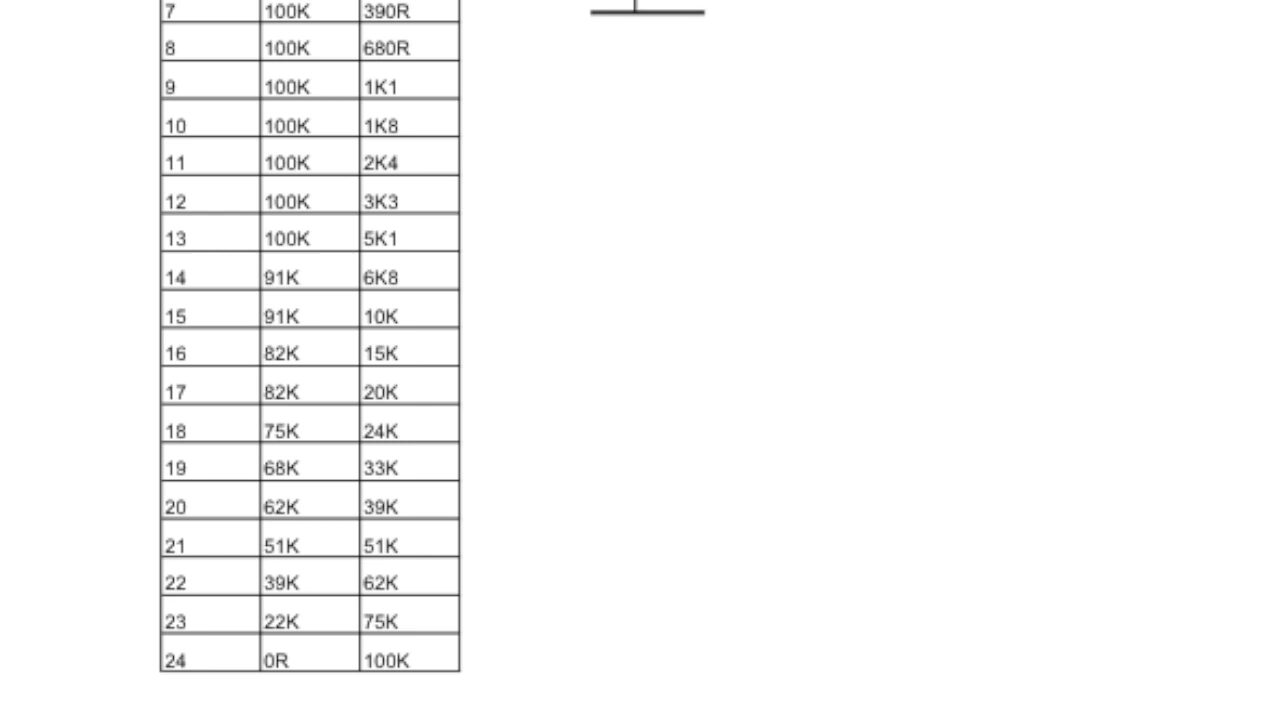 7 100K 390R
8 100K 680R
9 100K 1K1
10 100K 1K8
11 100K 2K4
12 100K 3K3
13 100K 5K1
14 91K 6K8
15 91K 10K
16 82K 15K
17 82K 20K
18 75K 24K
19 68K 33K
20 62K 39K
21 51K 51K
22 39K 62K
23 22K 75K
24 0R 100K